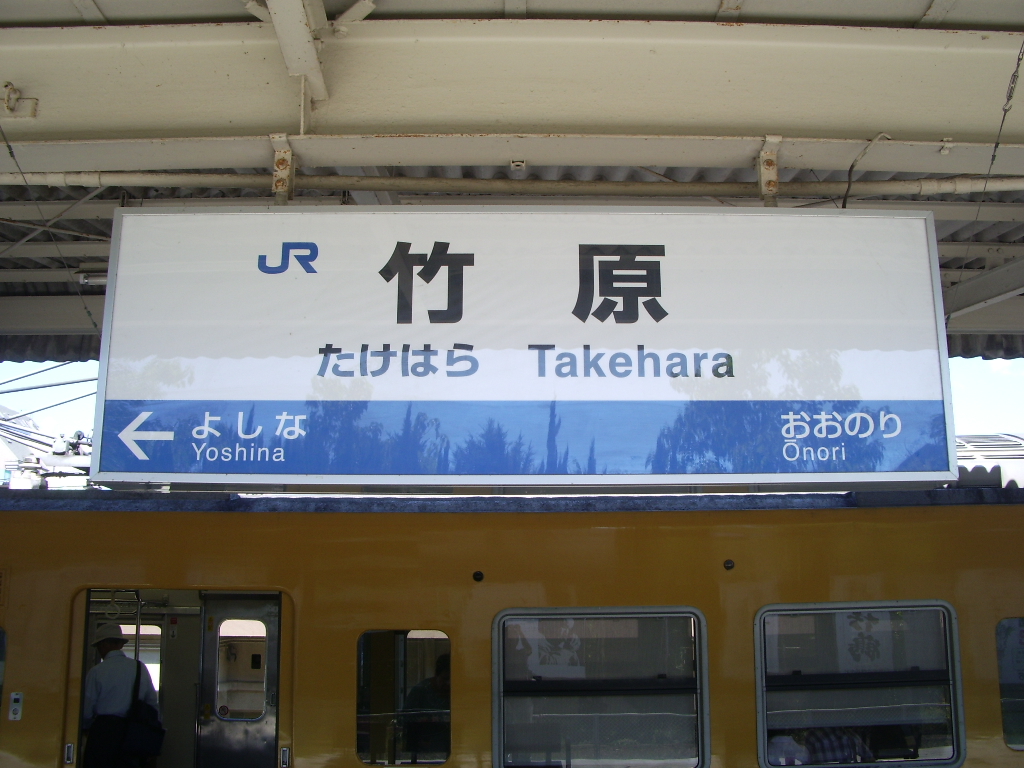 JR 竹原
たけはら Takehara
← よしな おおのり
Yoshina Ōnori